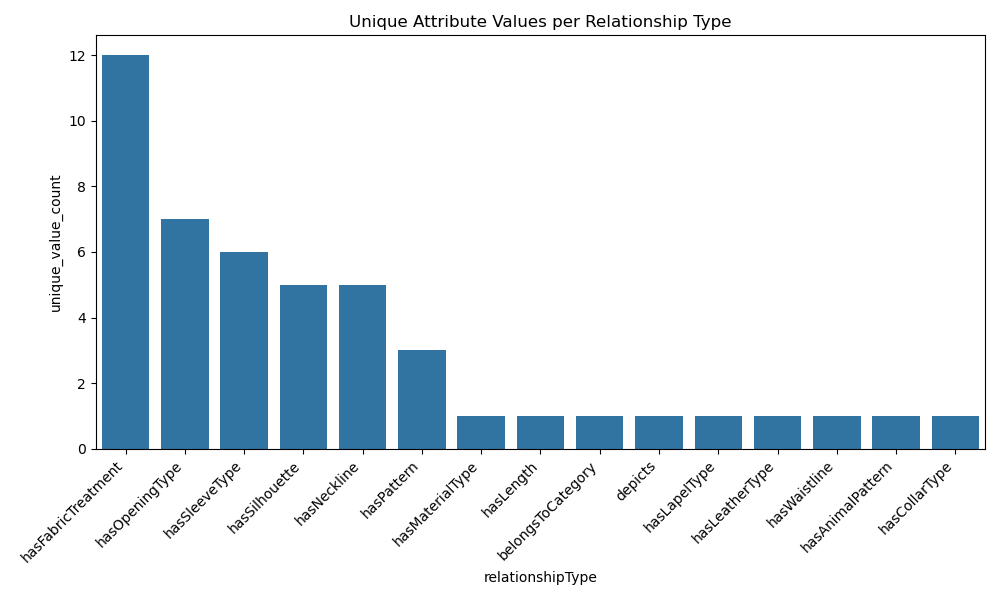 Unique Attribute Values per Relationship Type
unique_value_count
12
10
8
6
4
2
0
hasFabricTreatment
hasOpeningType
hasSleeveType
hasSilhouette
hasNeckline
hasPattern
hasMaterialType
hasLength
belongsToCategory
depicts
hasLapelType
hasLeatherType
hasWaistline
hasAnimalPattern
hasCollarType
relationshipType